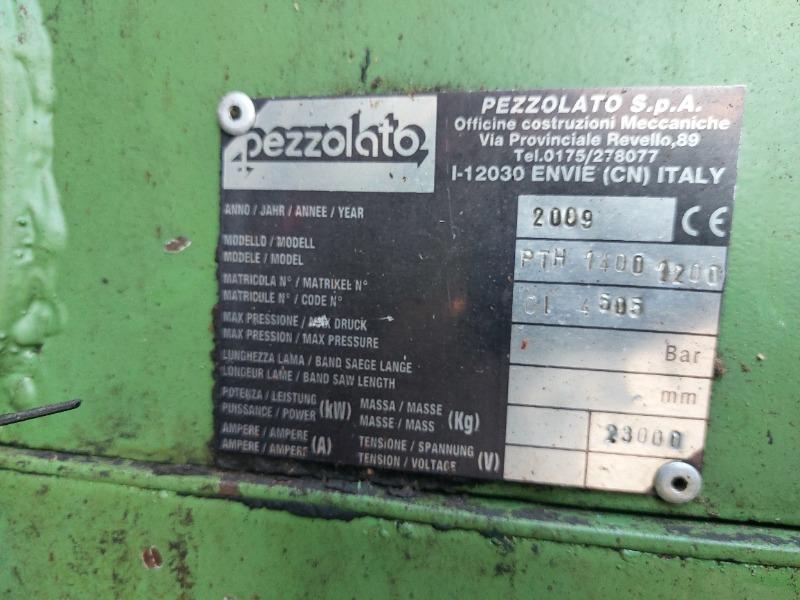 pezzolato
PEZZOLATO S.p.A.
Officine costruzioni Meccaniche
Via Provinciale Revello,89
Tel.0175/278077
I-12030 ENVIE (CN) ITALY
ANNO / JAHR / ANNEE / YEAR 2009 CE
MODELLO / MODELL
MODELE / MODEL PTH 1400 1200
MATRICOLA N° / MATRIXEL N°
MATRICULE N° / CODE N° CI 4505
MAX PRESSIONE / MAX DRUCK
MAX PRESSION / MAX PRESSURE Bar
LUNGHEZZA LAMA / BAND SAEGE LANGE
LONGEUR LAME / BAND SAW LENGTH mm
POTENZA / LEISTUNG
PUISSANCE / POWER (kW) MASSA / MASSE
MASSE / MASS (Kg) 23000
AMPERE / AMPERE
AMPERE / AMPERE (A) TENSIONE / SPANNUNG
TENSION / VOLTAGE (V)